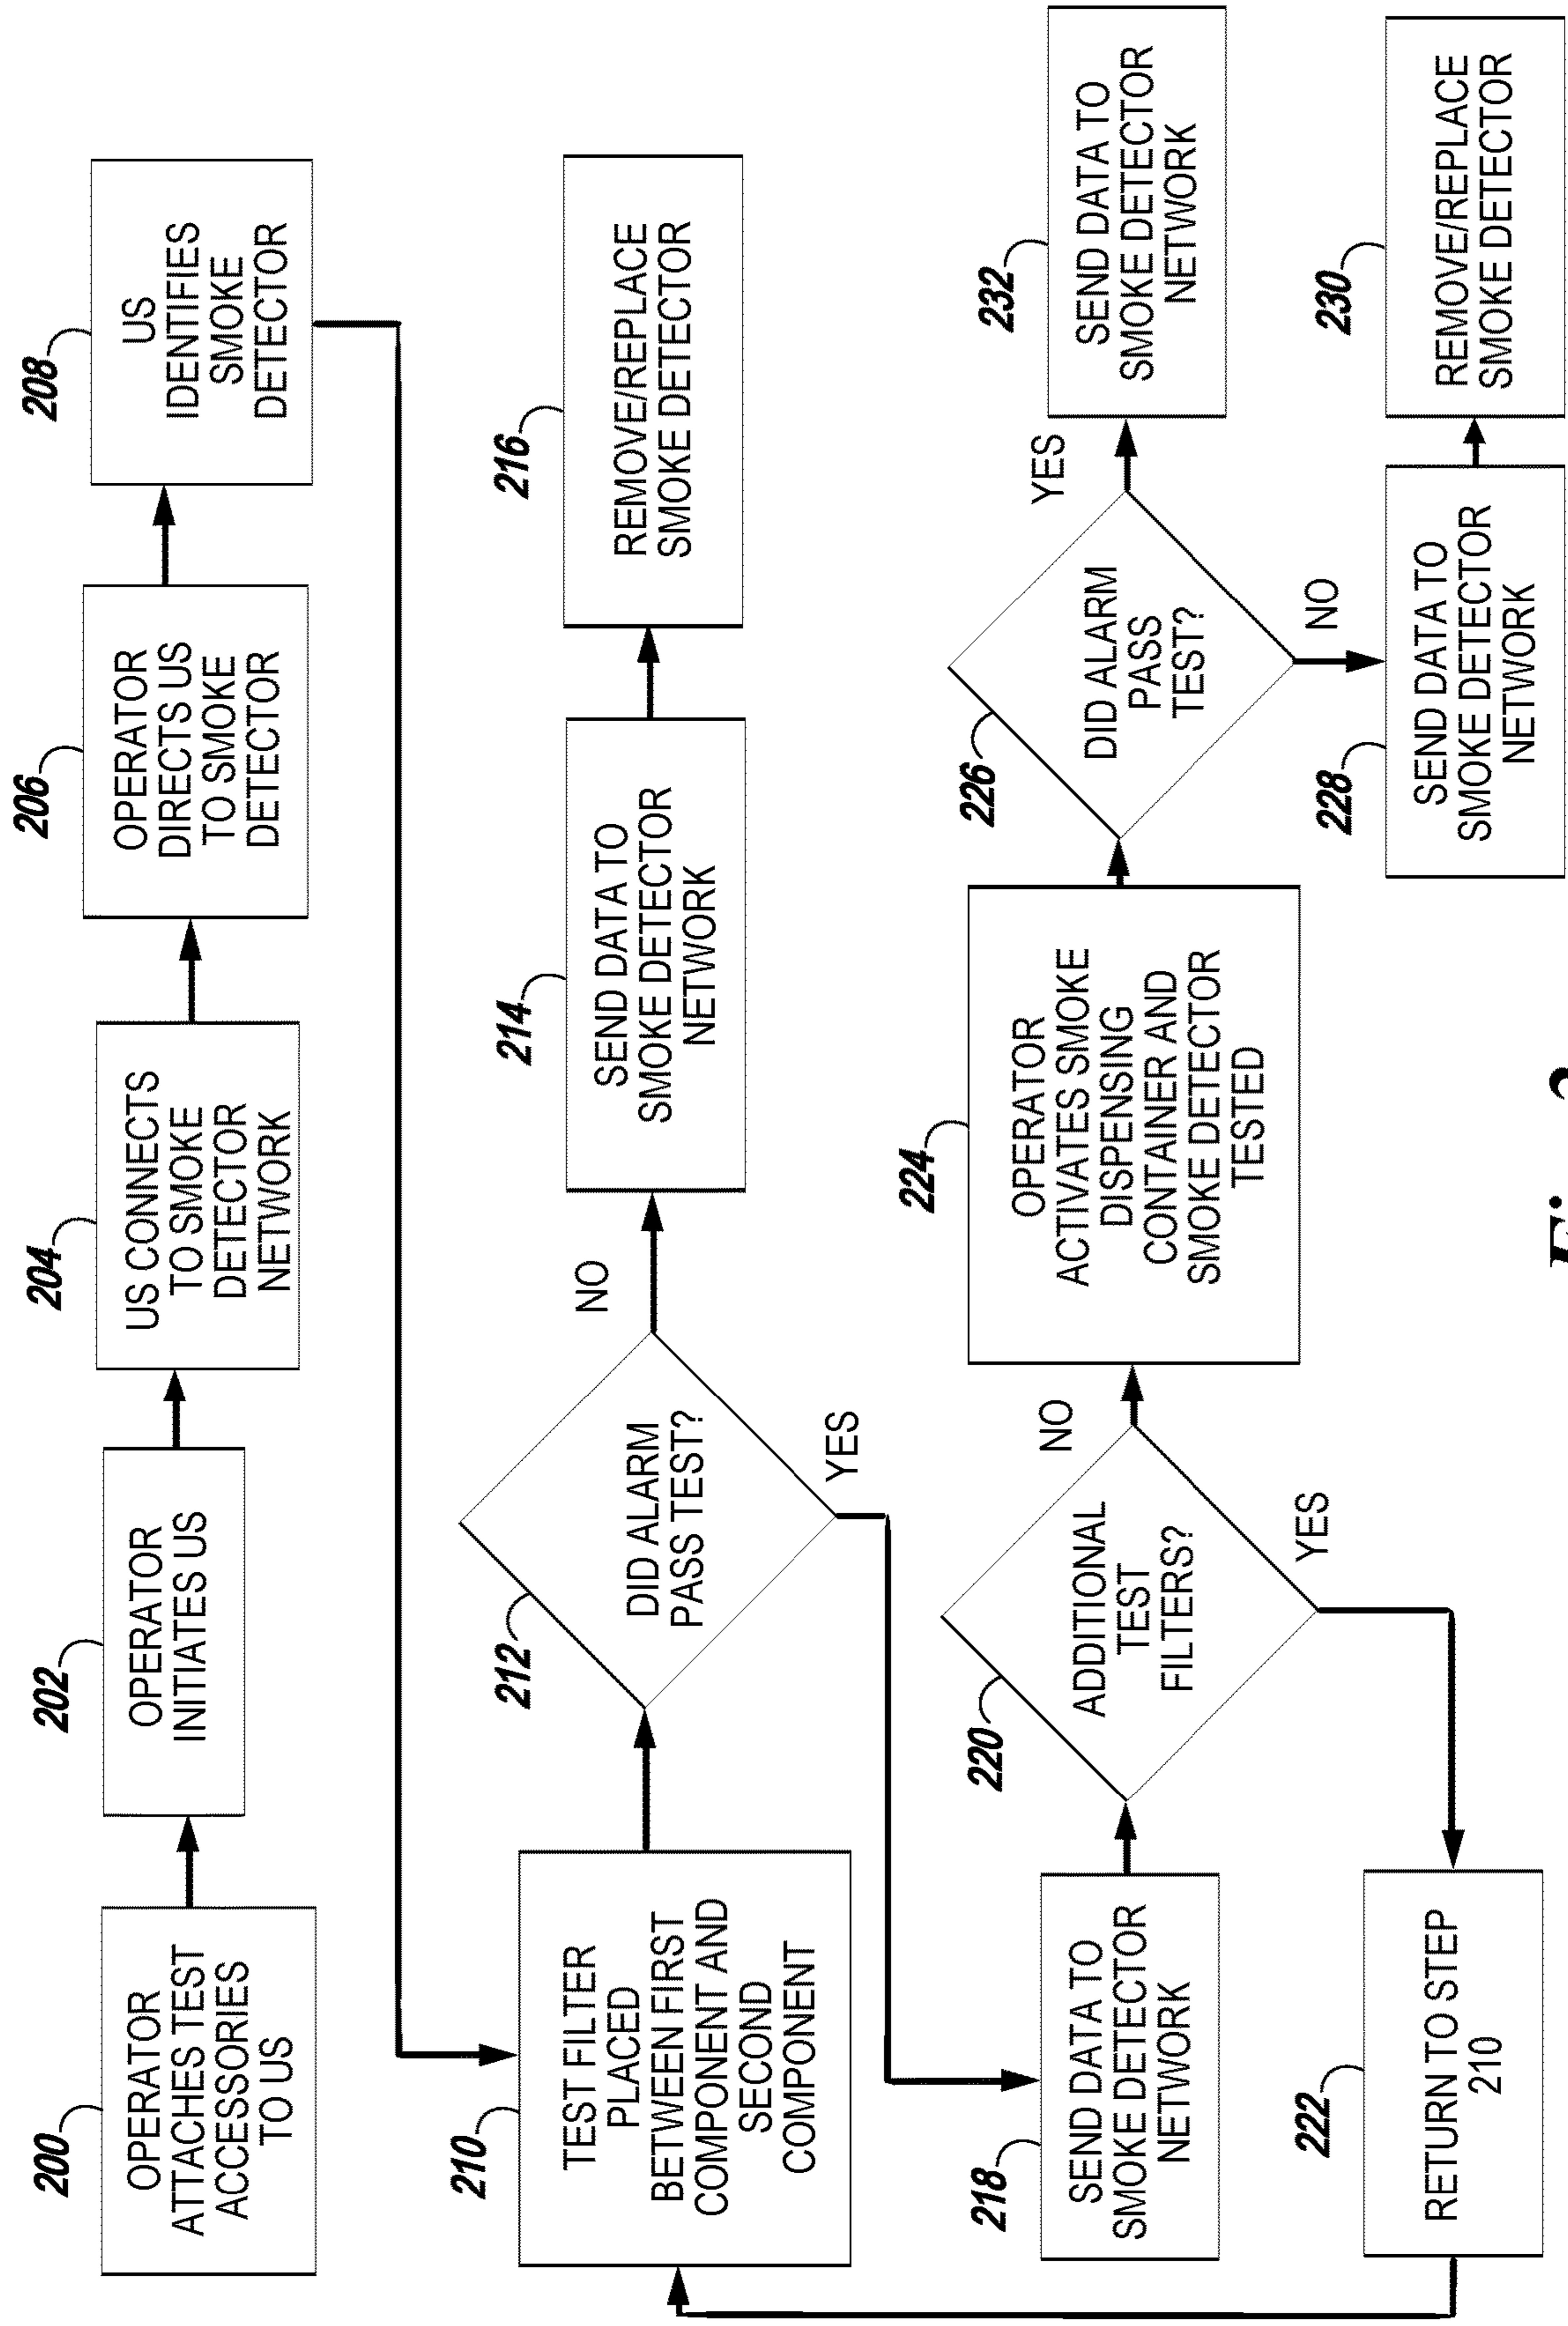 200
OPERATOR
ATTACHES TEST
ACCESSORIES
TO US
202
OPERATOR
INITIATES US
204
US CONNECTS
TO SMOKE
DETECTOR
NETWORK
206
OPERATOR
DIRECTS US
TO SMOKE
DETECTOR
208
US
IDENTIFIES
SMOKE
DETECTOR
210
TEST FILTER
PLACED
BETWEEN FIRST
COMPONENT AND
SECOND
COMPONENT
212
DID ALARM
PASS TEST?
NO
YES
214
SEND DATA TO
SMOKE DETECTOR
NETWORK
216
REMOVE/REPLACE
SMOKE DETECTOR
218
SEND DATA TO
SMOKE DETECTOR
NETWORK
220
ADDITIONAL
TEST
FILTERS?
NO
YES
222
RETURN TO STEP
210
224
OPERATOR
ACTIVATES SMOKE
DISPENSING
CONTAINER AND
SMOKE DETECTOR
TESTED
226
DID ALARM
PASS
TEST?
YES
NO
228
SEND DATA TO
SMOKE DETECTOR
NETWORK
230
REMOVE/REPLACE
SMOKE DETECTOR
232
SEND DATA TO
SMOKE DETECTOR
NETWORK